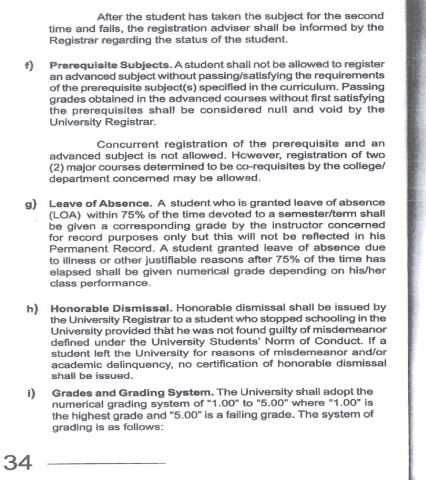 After the student has taken the subject for the second
time and fails, the registration adviser shall be informed by the
Registrar regarding the status of the student.
f) Prerequisite Subjects. A student shall not be allowed to register
an advanced subject without passing/satisfying the requirements
of the prerequisite subject(s) specified in the curriculum. Passing
grades obtained in the advanced courses without first satisfying
the prerequisites shall be considered null and void by the
University Registrar.
Concurrent registration of the prerequisite and an
advanced subject is not allowed. However, registration of two
(2) major courses determined to be co-requisites by the college/
department concerned may be allowed.
g) Leave of Absence. A student who is granted leave of absence
(LOA) within 75% of the time devoted to a semester/term shall
be given a corresponding grade by the instructor concerned
for record purposes only but this will not be reflected in his
Permanent Record. A student granted leave of absence due
to illness or other justifiable reasons after 75% of the time has
elapsed shall be given numerical grade depending on his/her
class performance.
h) Honorable Dismissal. Honorable dismissal shall be issued by
the University Registrar to a student who stopped schooling in the
University provided that he was not found guilty of misdemeanor
defined under the University Students' Norm of Conduct. If a
student left the University for reasons of misdemeanor and/or
academic delinquency, no certification of honorable dismissal
shall be issued.
i) Grades and Grading System. The University shall adopt the
numerical grading system of "1.00" to "5.00" where "1.00" is
the highest grade and "5.00" is a failing grade. The system of
grading is as follows:
34